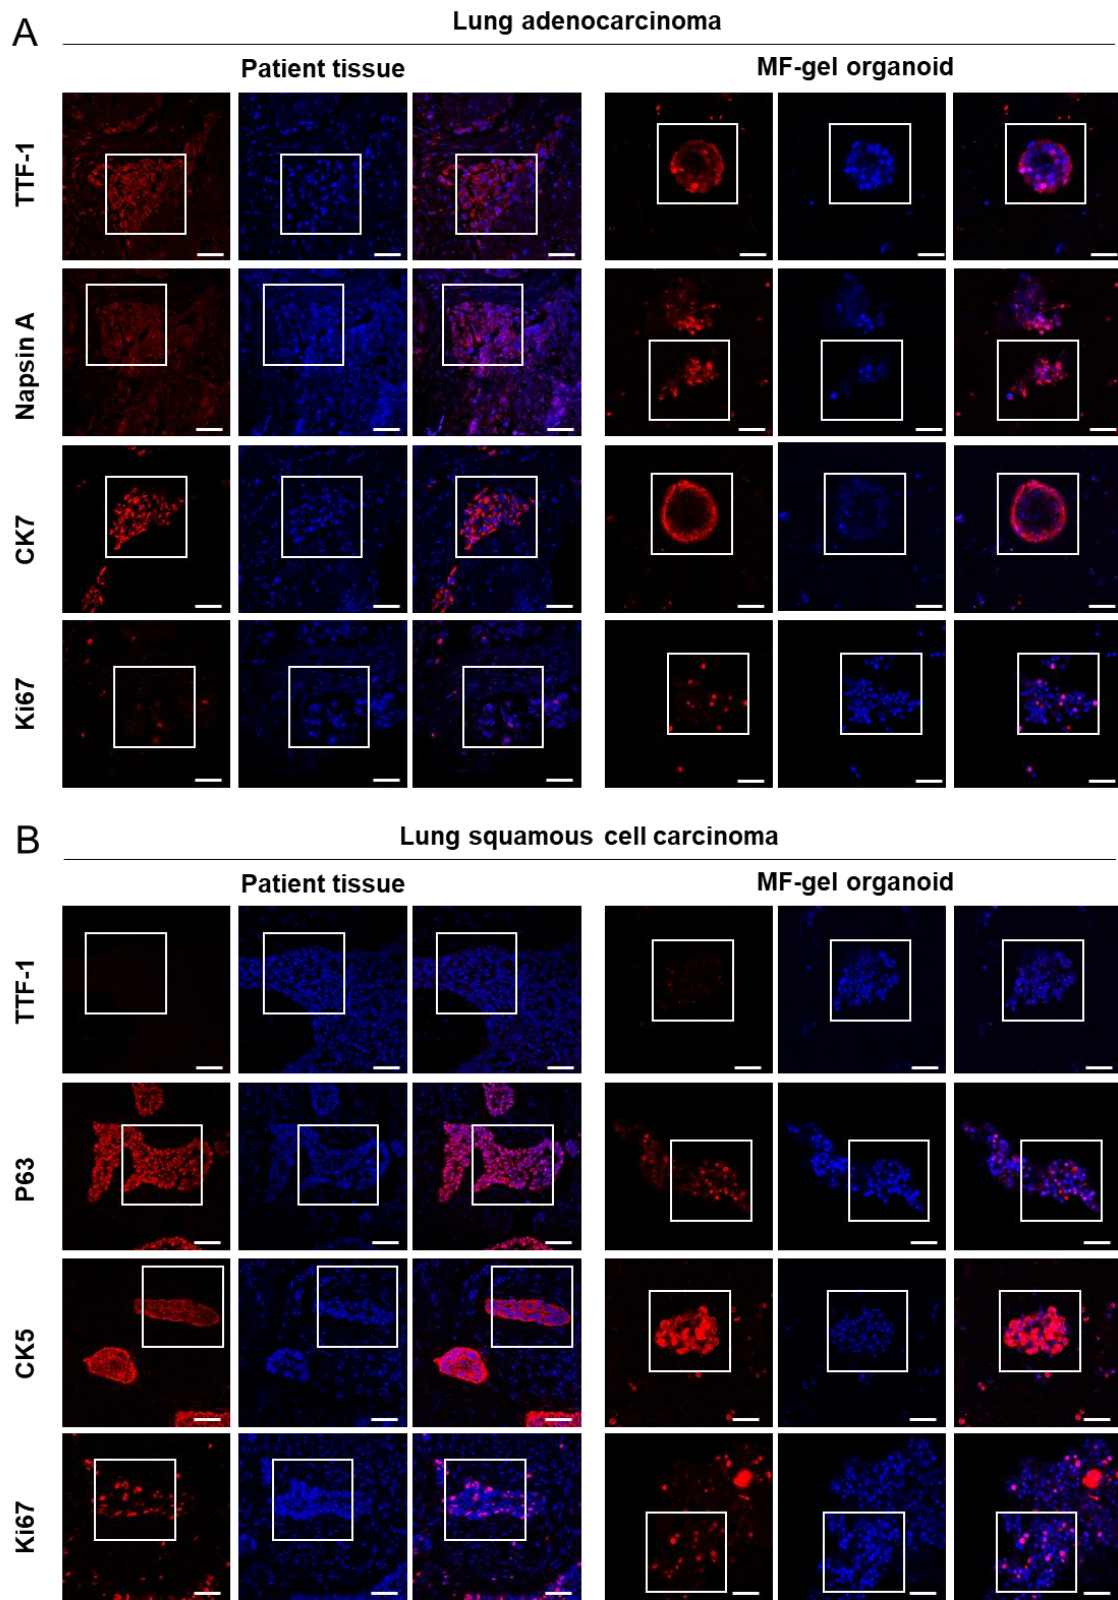 A
Lung adenocarcinoma
Patient tissue
MF-gel organoid
TTF-1
Napsin A
CK7
Ki67
B
Lung squamous cell carcinoma
Patient tissue
MF-gel organoid
TTF-1
P63
CK5
Ki67